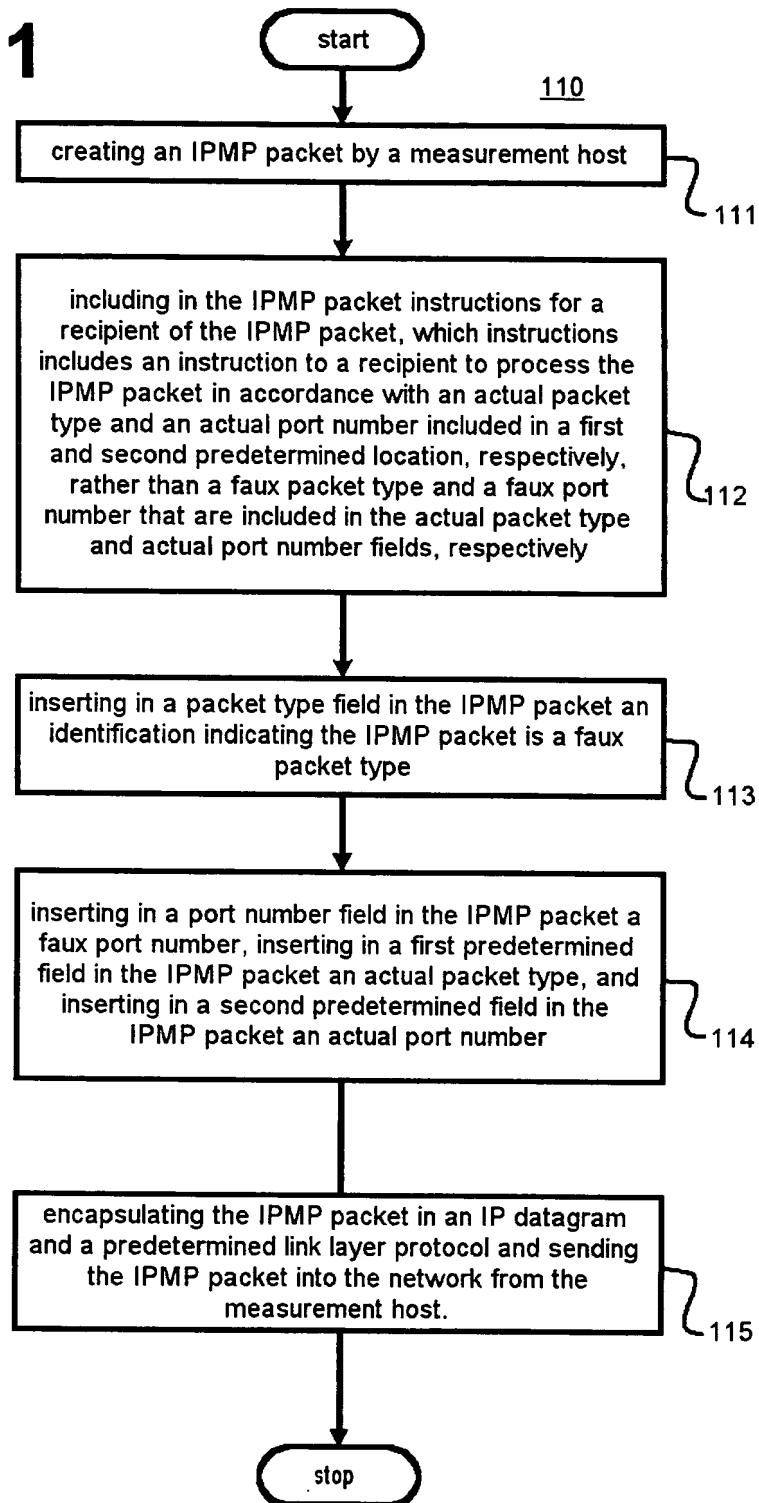 1
start
110
creating an IPMP packet by a measurement host
111
including in the IPMP packet instructions for a
recipient of the IPMP packet, which instructions
includes an instruction to a recipient to process the
IPMP packet in accordance with an actual packet
type and an actual port number included in a first
and second predetermined location, respectively,
rather than a faux packet type and a faux port
number that are included in the actual packet type
and actual port number fields, respectively
112
inserting in a packet type field in the IPMP packet an
identification indicating the IPMP packet is a faux
packet type
113
inserting in a port number field in the IPMP packet a
faux port number, inserting in a first predetermined
field in the IPMP packet an actual packet type, and
inserting in a second predetermined field in the
IPMP packet an actual port number
114
encapsulating the IPMP packet in an IP datagram
and a predetermined link layer protocol and sending
the IPMP packet into the network from the
measurement host.
115
stop